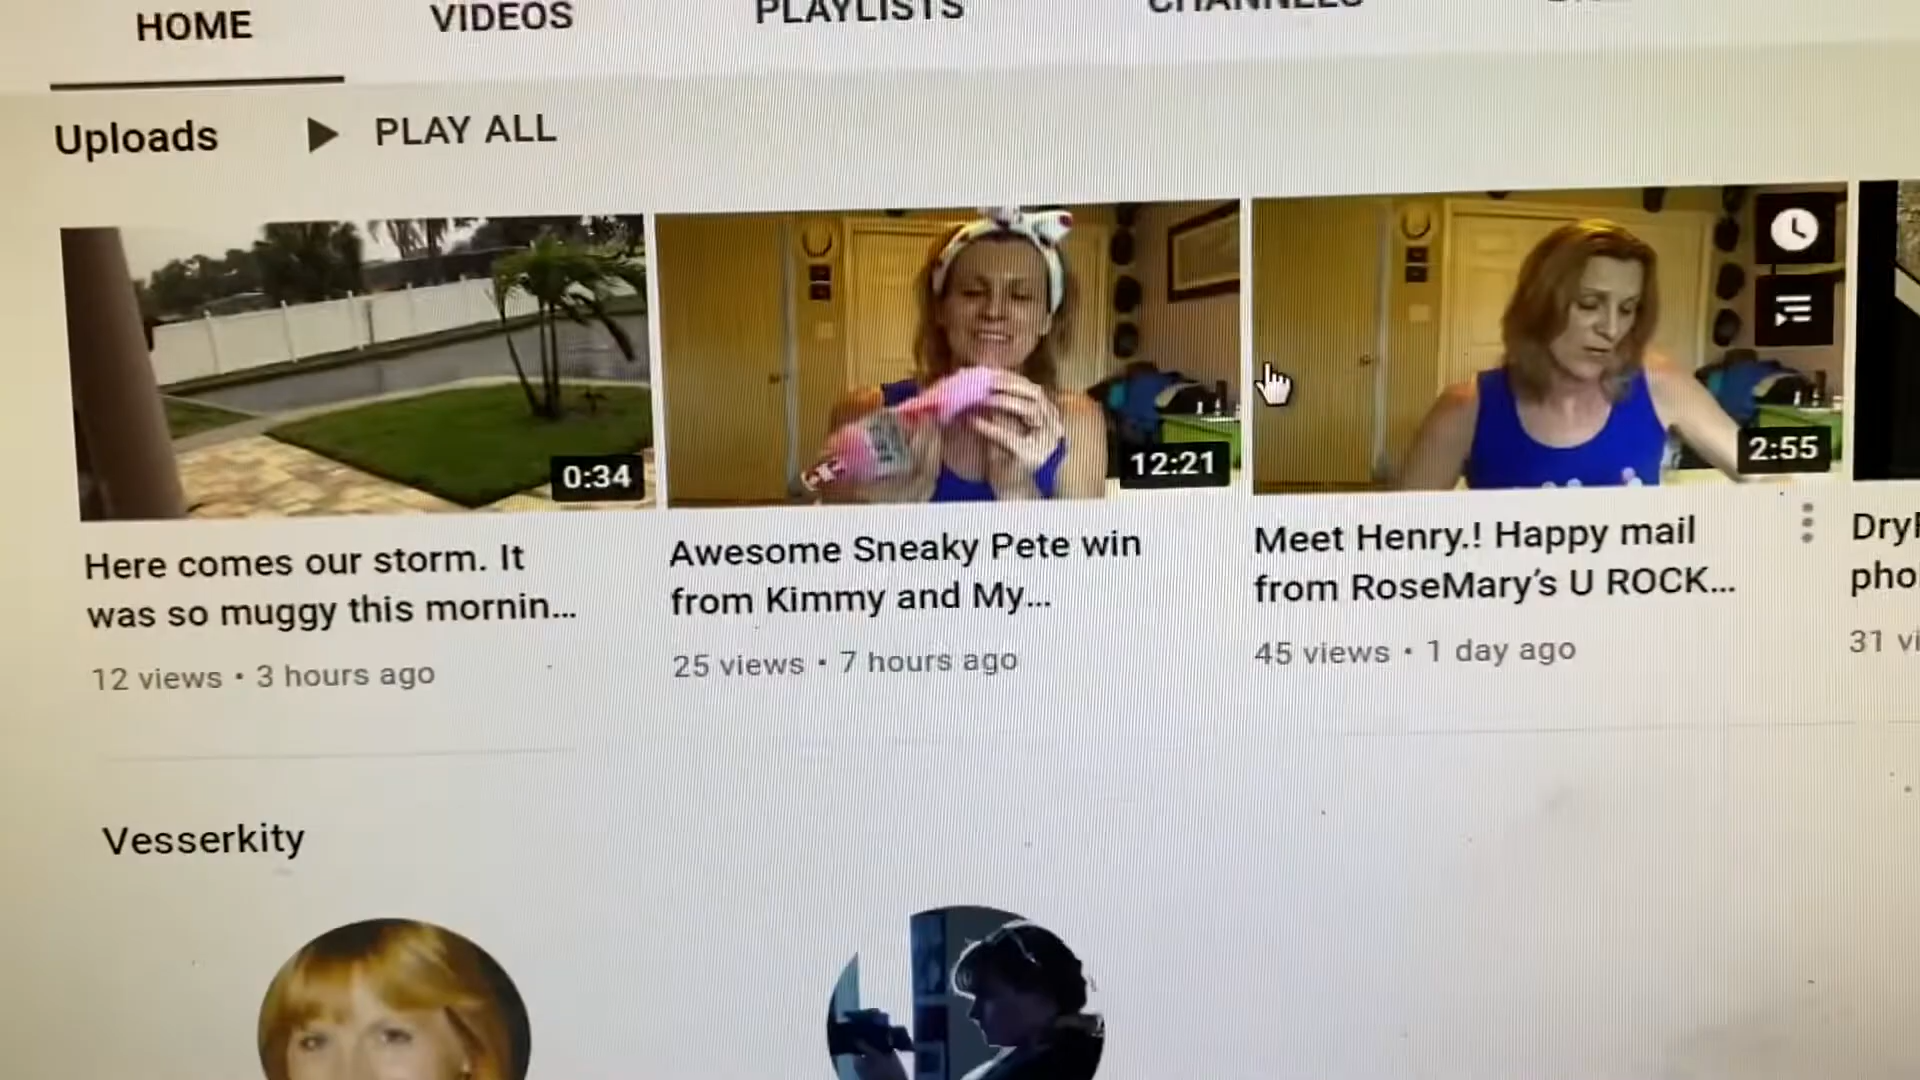 HOME VIDEOS PLAYLISTS CHANNELS
Uploads PLAY ALL
0:34
12:21
2:55
Here comes our storm. It
was so muggy this mornin...
12 views • 3 hours ago
Awesome Sneaky Pete win
from Kimmy and My...
25 views • 7 hours ago
Meet Henry.! Happy mail
from RoseMary's U ROCK...
45 views • 1 day ago
pho
31 vi
Vesserkity